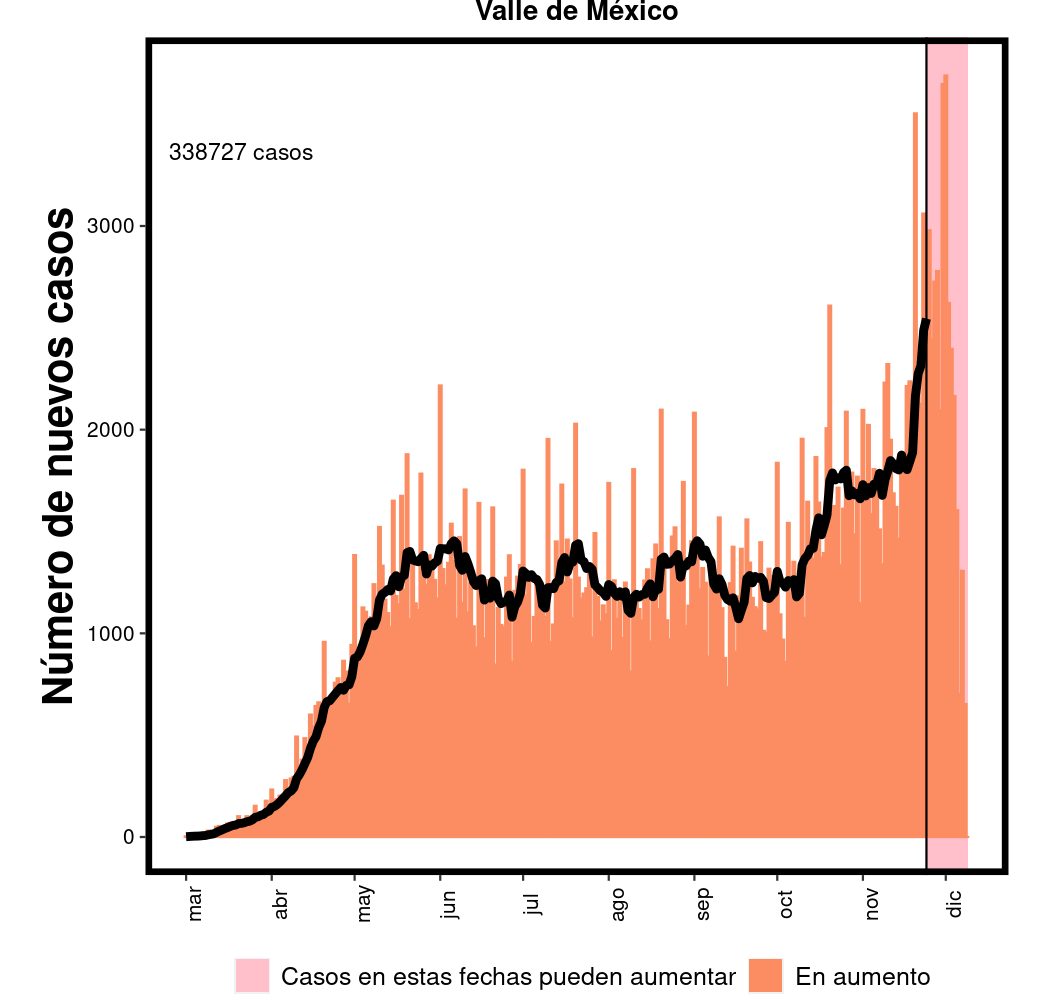 Valle de México
338727 casos
Número de nuevos casos
3000
2000
1000
0
mar
abr
may
jun
jul
ago
sep
oct
nov
dic
Casos en estas fechas pueden aumentar
En aumento